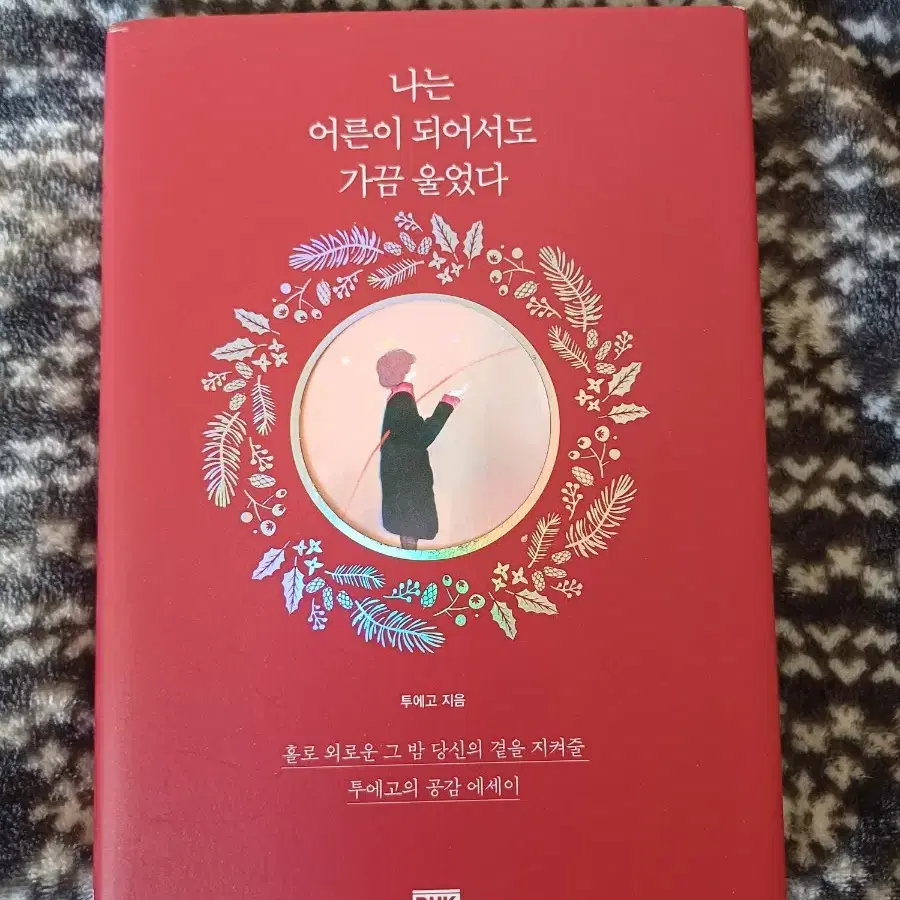 나는
어른이 되어서도
가끔 울었다
투에고 지음
홀로 외로운 그 밤 당신의 곁을 지켜줄
투에고의 공감 에세이
RHK